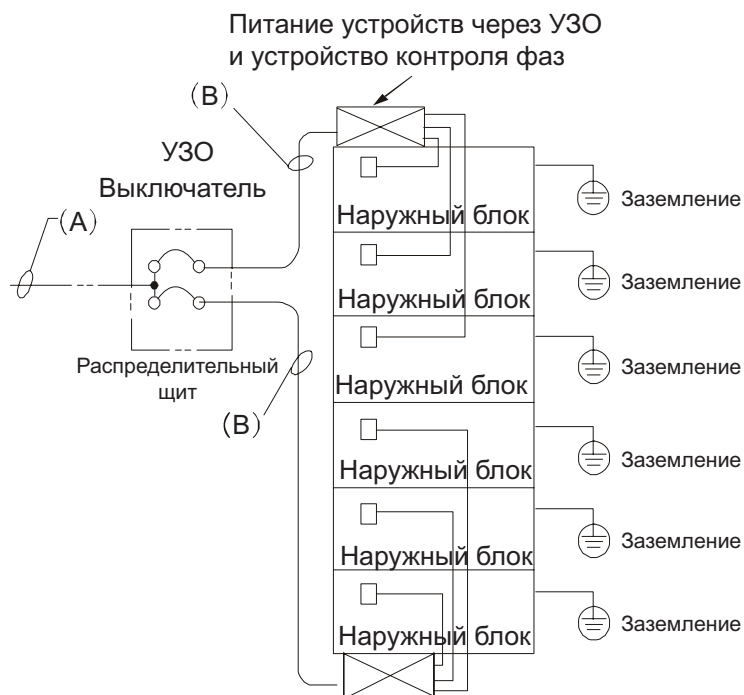 Питание устройств через УЗО
и устройство контроля фаз
(B)
УЗО
Выключатель
(A)
Распределительный
щит
(B)
Наружный блок
Заземление
Наружный блок
Заземление
Наружный блок
Заземление
Наружный блок
Заземление
Наружный блок
Заземление
Наружный блок
Заземление